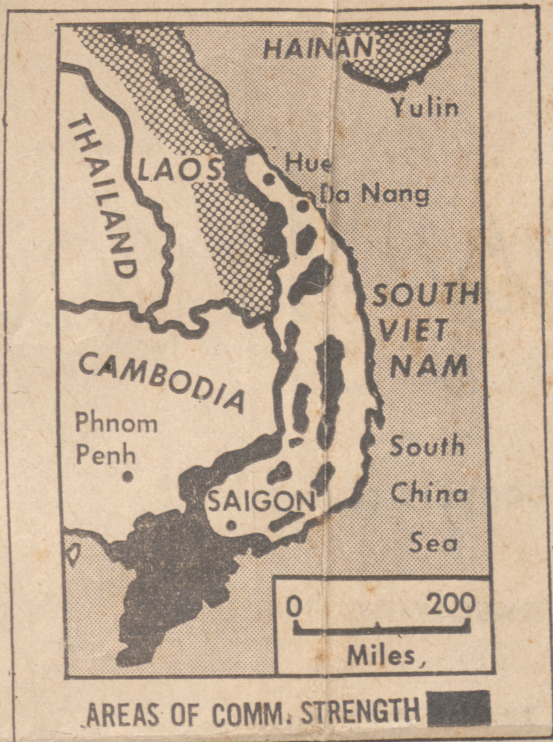 HAINAN
Yulin
THAILAND
LAOS
Hue
Da Nang
SOUTH
VIET
NAM
CAMBODIA
Phnom
Penh
SAIGON
South
China
Sea
0 200
Miles,
AREAS OF COMM. STRENGTH